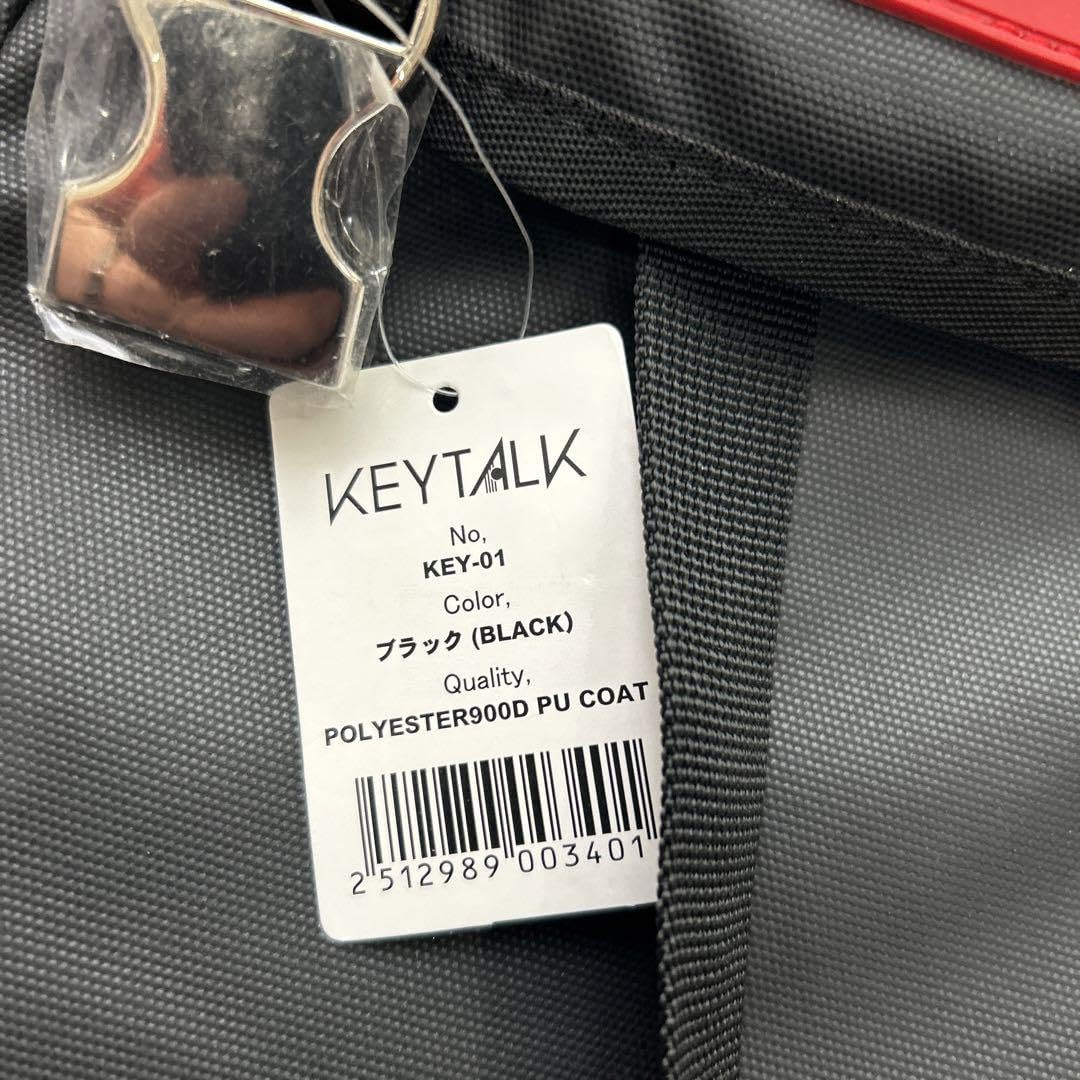 KEYTALK
No,
KEY-01
Color,
ブラック (BLACK)
Quality,
POLYESTER900D PU COAT
2 512989 003401